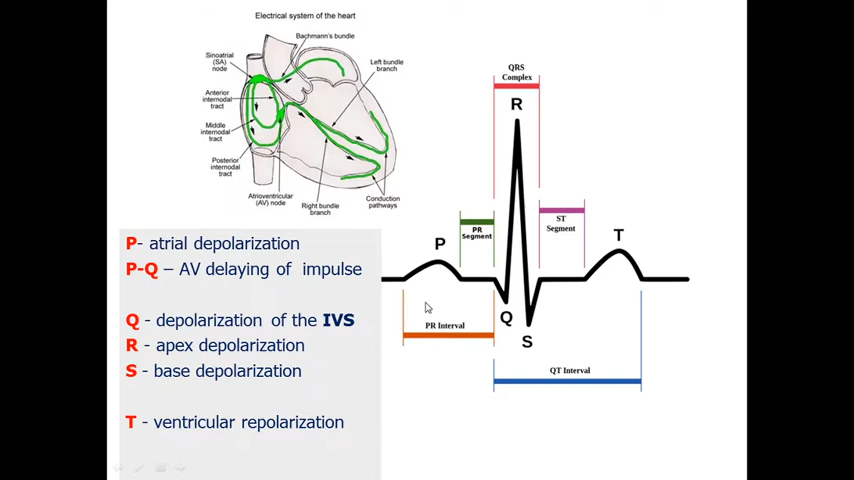 Electrical system of the heart
Bachmann's bundle
Sinoatrial
(SA)
node
Left bundle
branch
Anterior
internodal
tract
Middle
internodal
tract
Posterior
internodal
tract
Atrioventricular
(AV) node
Right bundle
branch
Conduction
pathways
P- atrial depolarization
P-Q – AV delaying of impulse
Q - depolarization of the IVS
R - apex depolarization
S - base depolarization
T - ventricular repolarization
QRS
Complex
R
PR
Segment
ST
Segment
P
T
Q
S
PR Interval
QT Interval